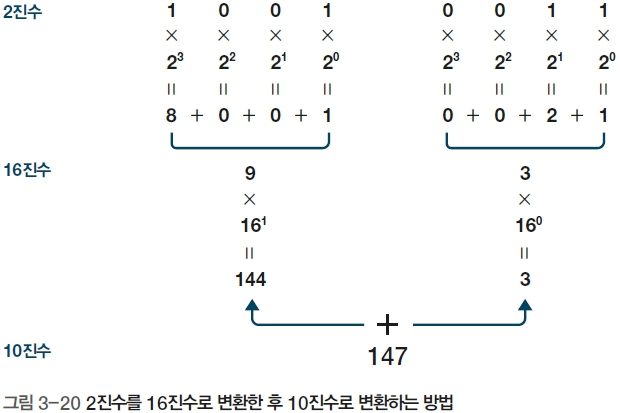 2진수 1 0 0 1 0 0 1 1
× × × × × × × ×
2³ 2² 2¹ 2⁰ 2³ 2² 2¹ 2⁰
= = = = = = = =
8 + 0 + 0 + 1 0 + 0 + 2 + 1
16진수 9 3
× ×
16¹ 16⁰
= =
144 3
+
10진수 147
그림 3-20 2진수를 16진수로 변환한 후 10진수로 변환하는 방법